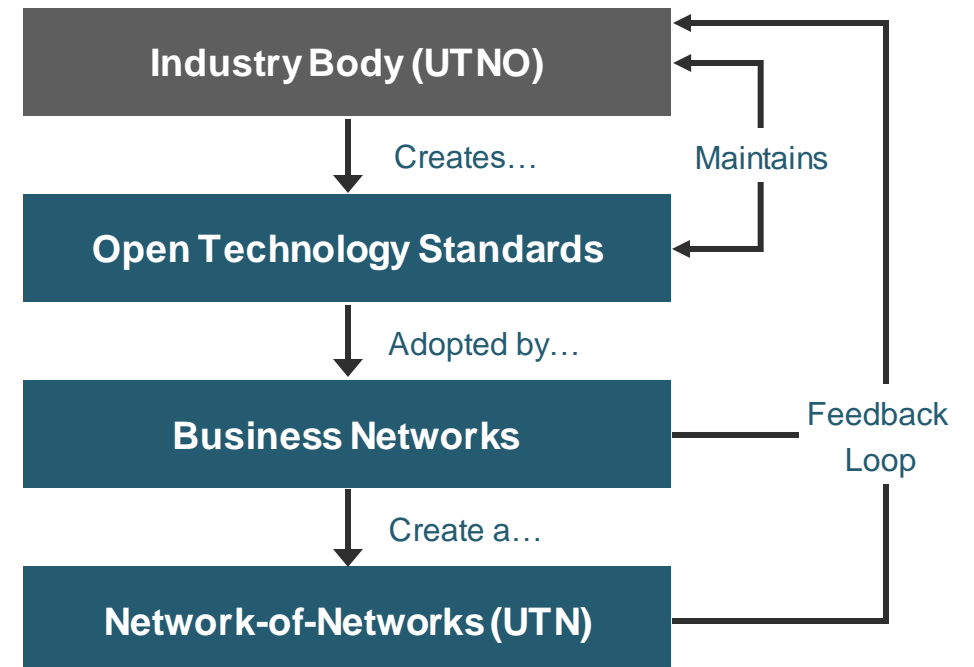 Industry Body (UTNO)
Creates…
Maintains
Open Technology Standards
Adopted by…
Business Networks
Feedback
Loop
Create a…
Network-of-Networks (UTN)